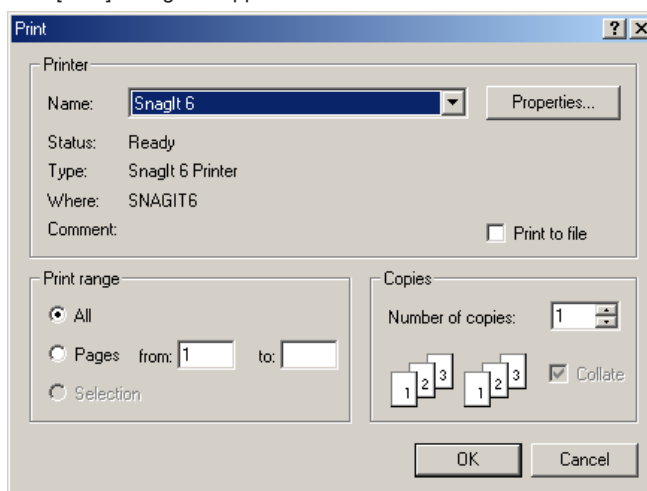 Print
Printer
Name: SnagIt 6 Properties...
Status: Ready
Type: SnagIt 6 Printer
Where: SNAGIT6
Comment: Print to file
Print range
All
Pages from: 1 to:
Selection
Copies
Number of copies: 1
1 2 3 1 2 3 Collate
OK Cancel